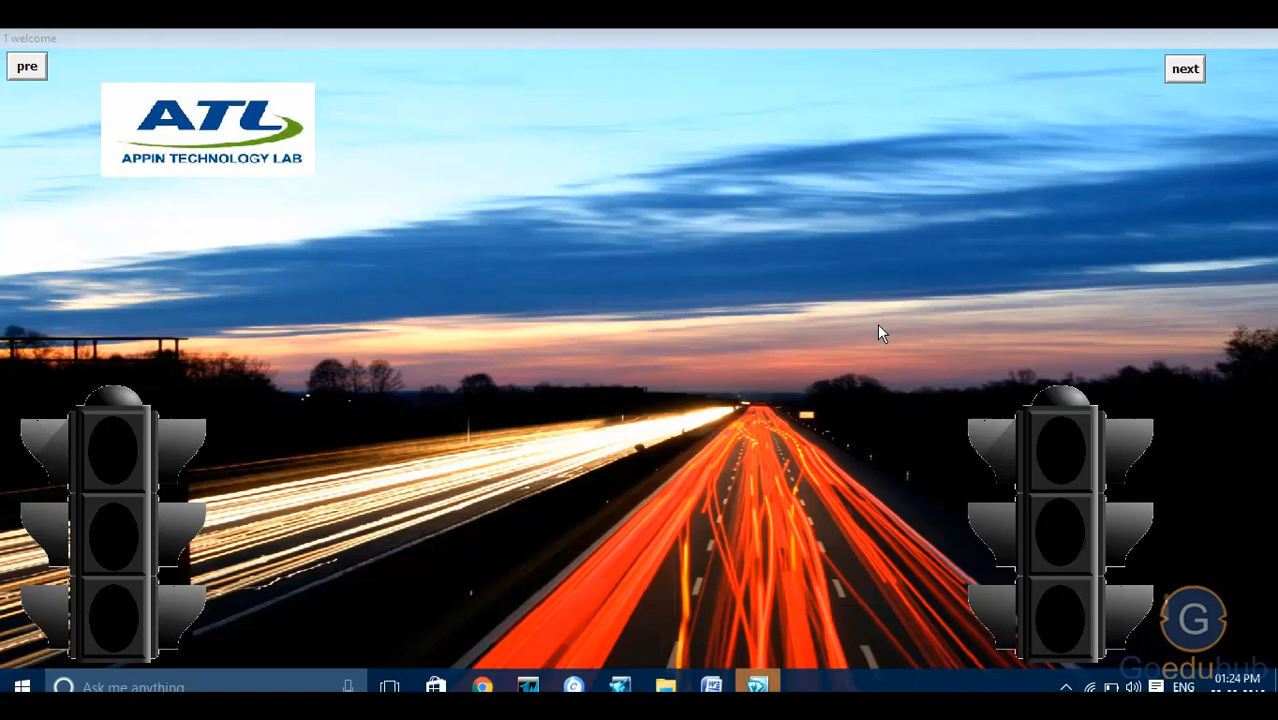 1 welcome
pre
next
ATL
APPIN TECHNOLOGY LAB
G
Goeduhub
Ask me anything
ENG
01:24 PM